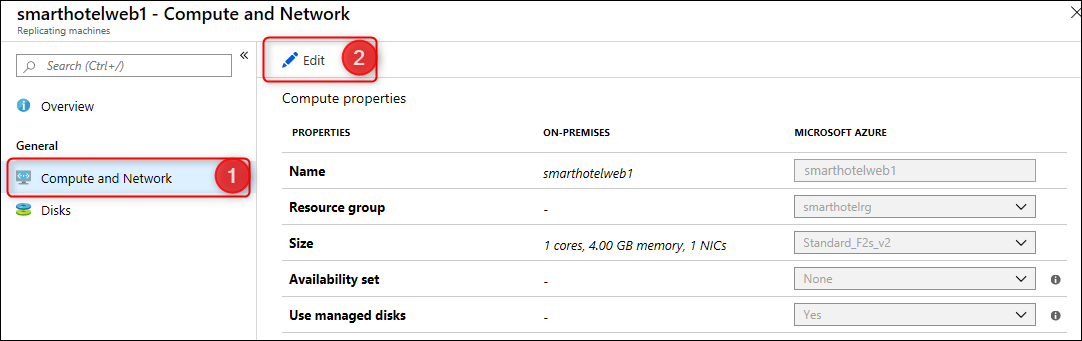 smarthotelweb1 - Compute and Network
Replicating machines
Search (Ctrl+/)
«
Overview
General
Compute and Network 1
Disks
Edit 2
Compute properties
PROPERTIES ON-PREMISES MICROSOFT AZURE
Name smarthotelweb1 smarthotelweb1
Resource group - smarthotelrg
Size 1 cores, 4.00 GB memory, 1 NICs Standard_F2s_v2
Availability set - None
Use managed disks - Yes